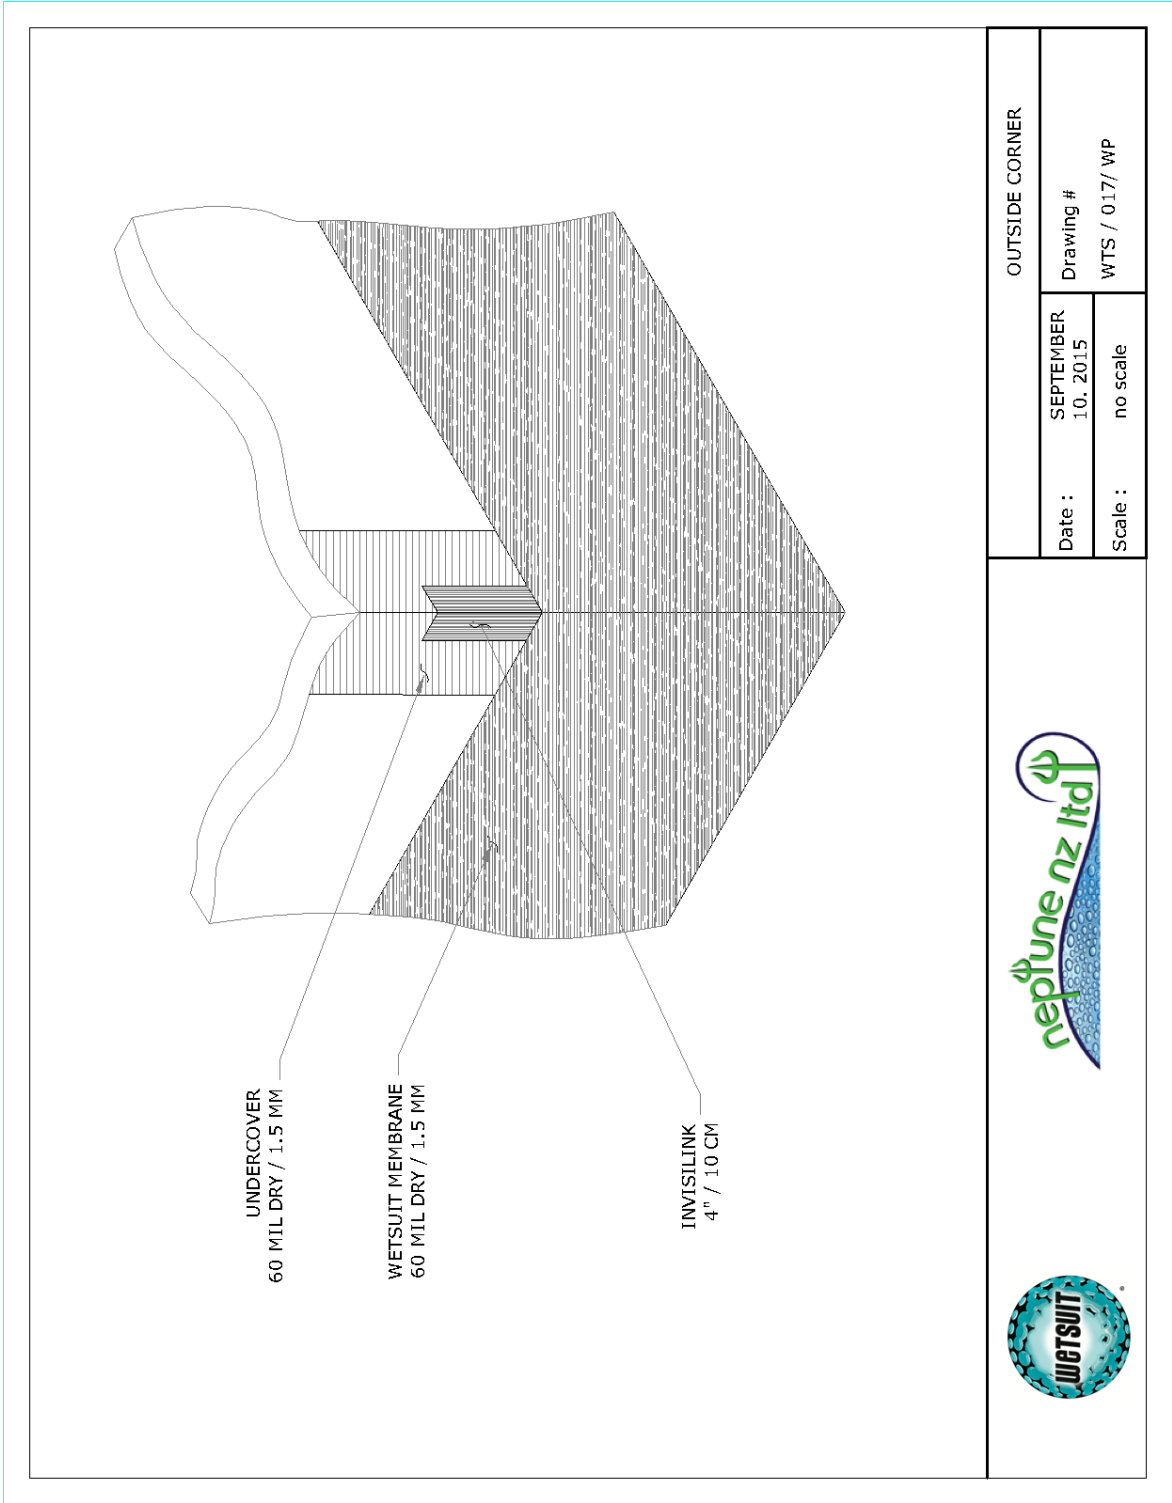 UNDERCOVER
60 MIL DRY / 1.5 MM
WETSUIT MEMBRANE
60 MIL DRY / 1.5 MM
INVISILINK
4" / 10 CM
WETSUIT
neptune nz ltd
OUTSIDE CORNER
Date :
SEPTEMBER
10. 2015
Drawing #
WTS / 017/ WP
Scale :
no scale